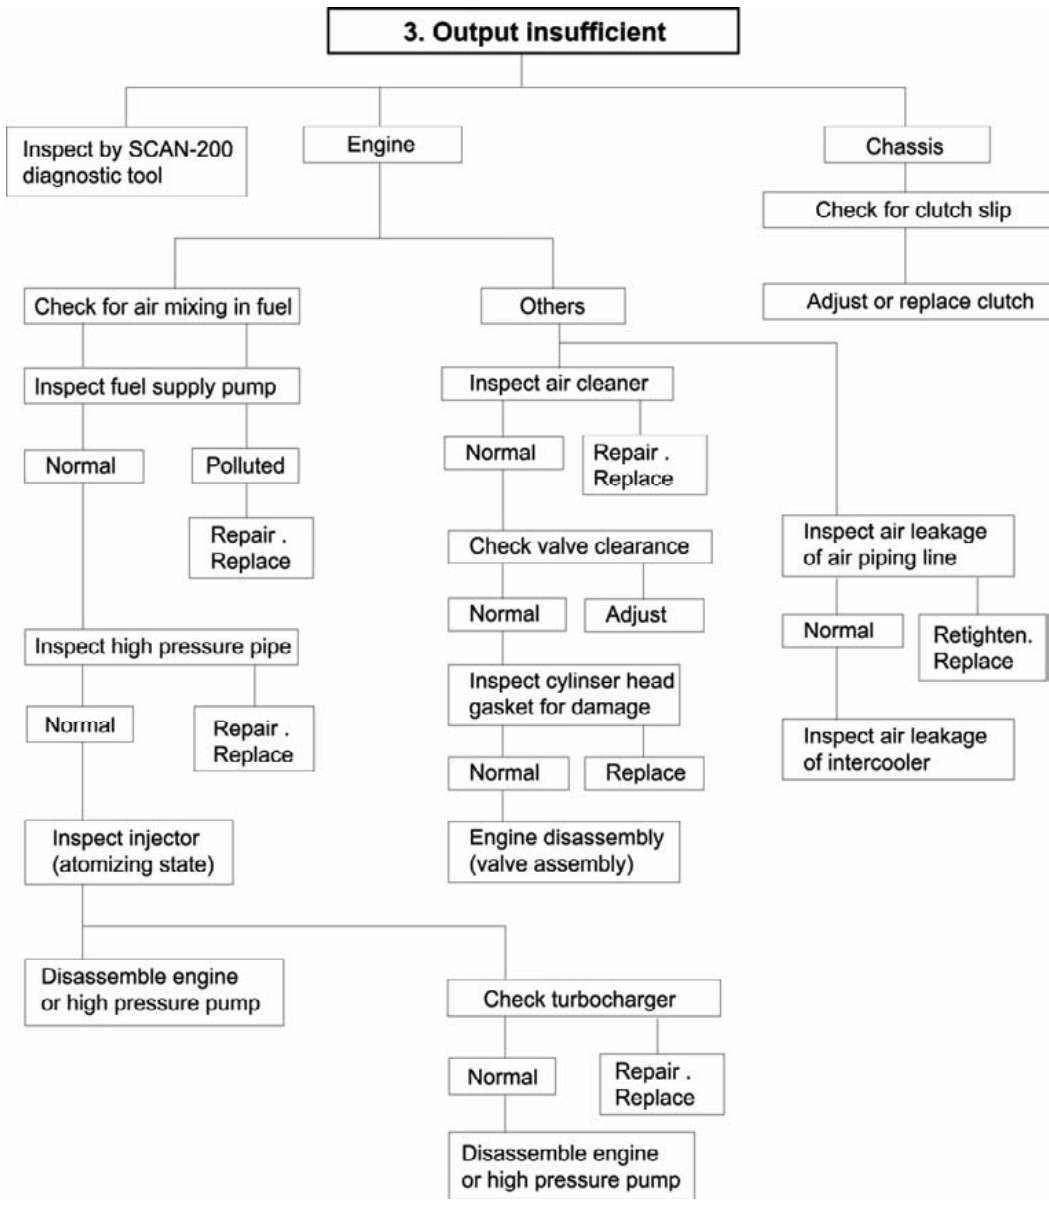 3. Output insufficient
Inspect by SCAN-200
diagnostic tool
Engine
Chassis
Check for clutch slip
Adjust or replace clutch
Check for air mixing in fuel
Others
Inspect fuel supply pump
Normal
Polluted
Repair .
Replace
Inspect high pressure pipe
Normal
Repair .
Replace
Inspect injector
(atomizing state)
Disassemble engine
or high pressure pump
Check turbocharger
Normal
Repair .
Replace
Disassemble engine
or high pressure pump
Inspect air cleaner
Normal
Repair .
Replace
Check valve clearance
Normal
Adjust
Inspect cylinser head
gasket for damage
Normal
Replace
Engine disassembly
(valve assembly)
Inspect air leakage
of air piping line
Normal
Retighten.
Replace
Inspect air leakage
of intercooler